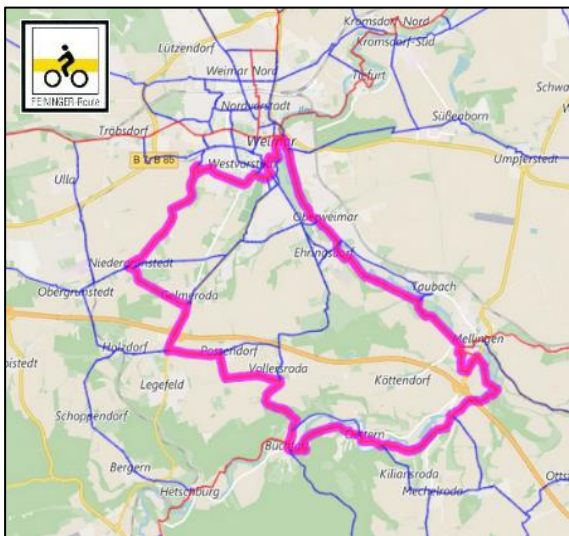 FEININGER-Route
Kromsdorf-Nord
Kromsdorf-Süd
Lützendorf
Weimar Nord
Tiefurt
Nordvorstadt
Ilm
Schwa
Süßenborn
Tröbsdorf
Weimar
B 7, B 85
Westvorstadt
Umpferstedt
Ulla
Oberweimar
Ehringsdorf
Niedergrunstedt
Taubach
Obergrunstedt
Gelmeroda
Mellingen
Holzdorf
Possendorf
Vollersroda
Legefeld
Köttendorf
Schoppendorf
Buchfart
Oettern
Bergern
Kiliansroda
Hetschburg
Mechelroda
Ottst